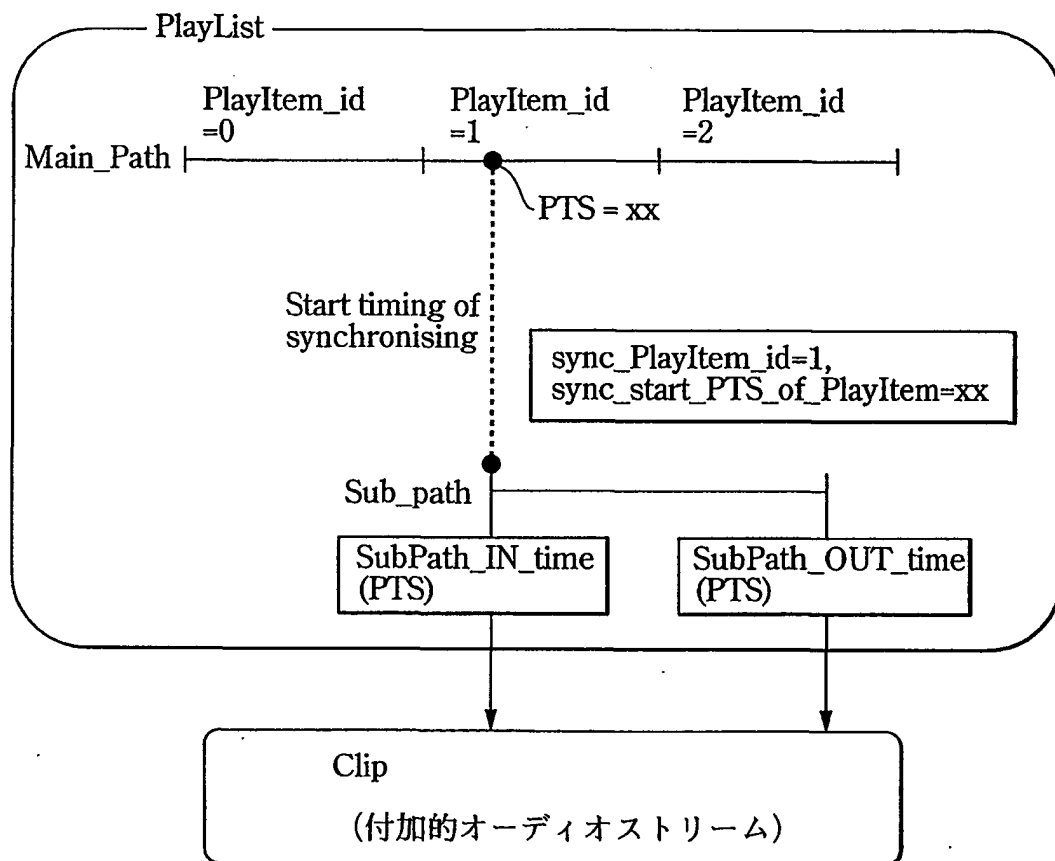 PlayList
PlayItem_id
=0
PlayItem_id
=1
PlayItem_id
=2
Main_Path
PTS = xx
Start timing of
synchronising
sync_PlayItem_id=1,
sync_start_PTS_of_PlayItem=xx
Sub_path
SubPath_IN_time
(PTS)
SubPath_OUT_time
(PTS)
Clip
(付加的オーディオストリーム)